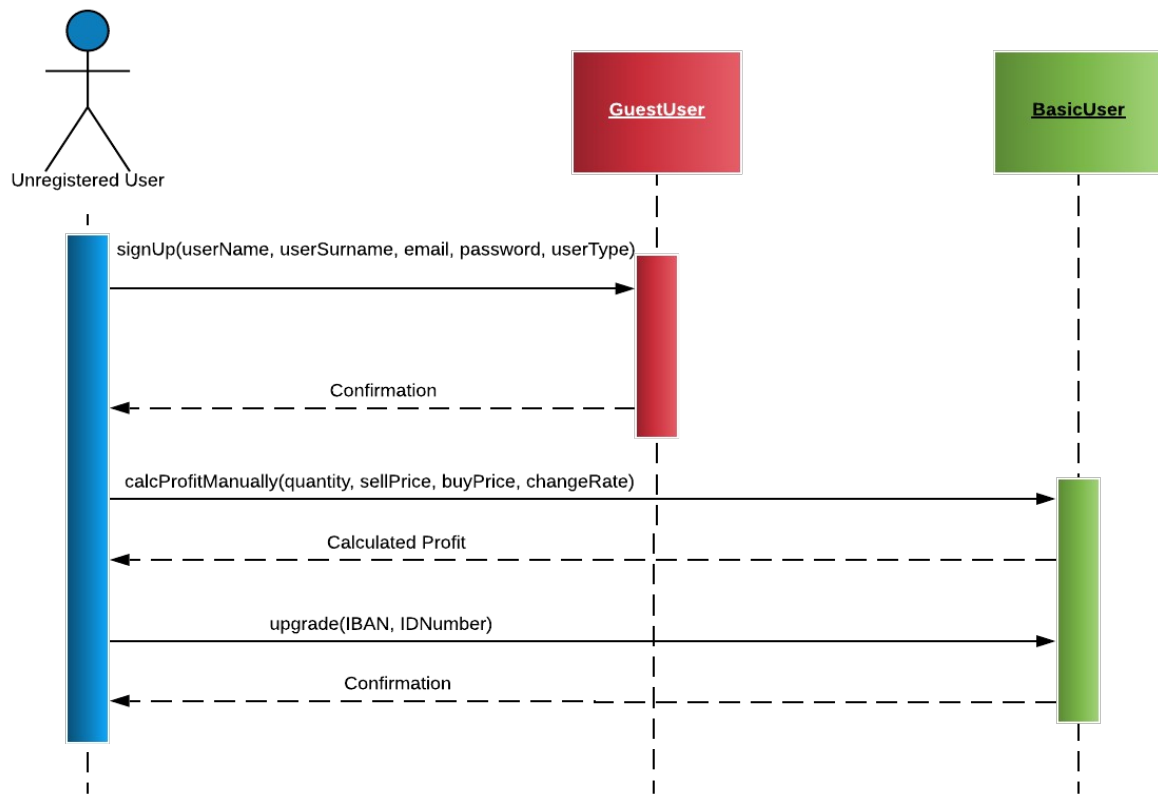 GuestUser
BasicUser
Unregistered User
signUp(userName, userSurname, email, password, userType)
Confirmation
calcProfitManually(quantity, sellPrice, buyPrice, changeRate)
Calculated Profit
upgrade(IBAN, IDNumber)
Confirmation